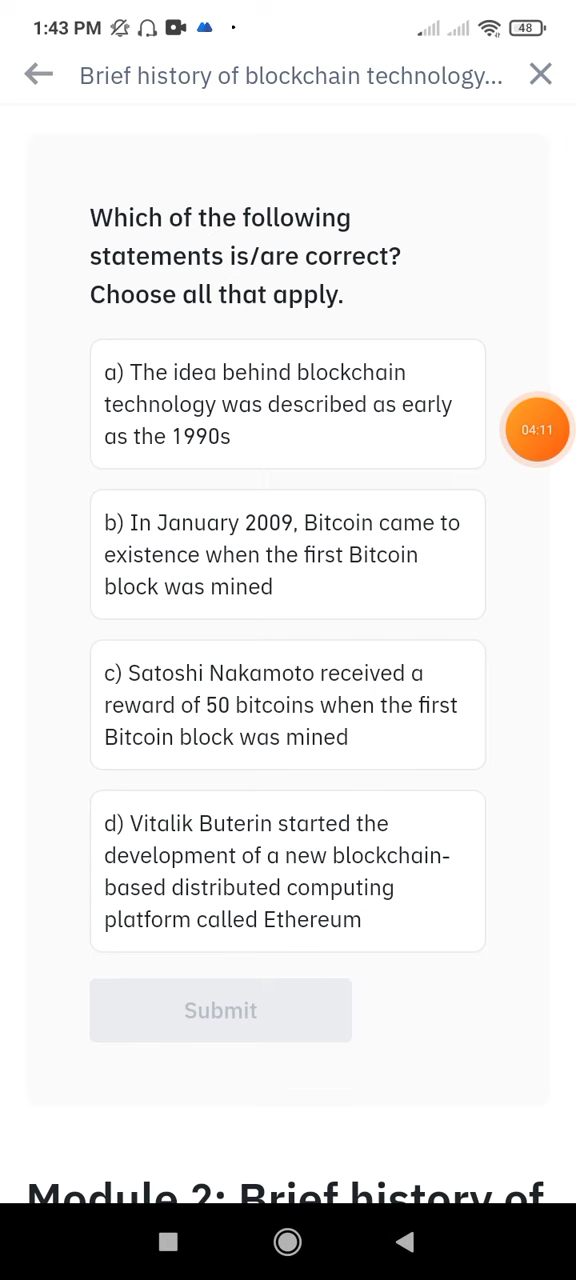 1:43 PM
48
Brief history of blockchain technology...
Which of the following
statements is/are correct?
Choose all that apply.
a) The idea behind blockchain
technology was described as early
as the 1990s
04:11
b) In January 2009, Bitcoin came to
existence when the first Bitcoin
block was mined
c) Satoshi Nakamoto received a
reward of 50 bitcoins when the first
Bitcoin block was mined
d) Vitalik Buterin started the
development of a new blockchain-
based distributed computing
platform called Ethereum
Submit
Module 2: Brief history of